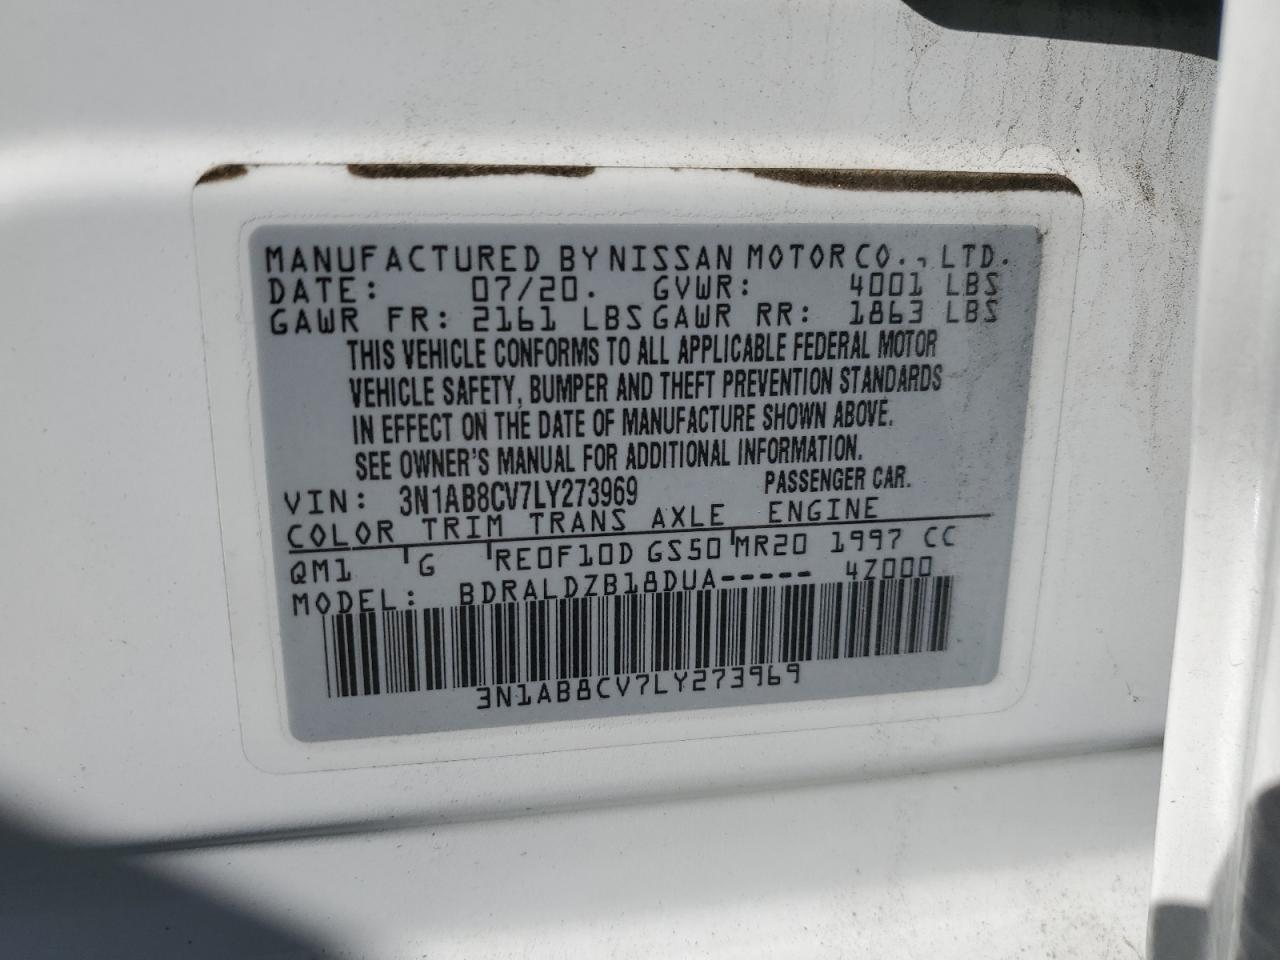 MANUFACTURED BY NISSAN MOTOR CO., LTD.
DATE: 07/20. GVWR: 4001 LBS
GAWR FR: 2161 LBS GAWR RR: 1863 LBS
THIS VEHICLE CONFORMS TO ALL APPLICABLE FEDERAL MOTOR
VEHICLE SAFETY, BUMPER AND THEFT PREVENTION STANDARDS
IN EFFECT ON THE DATE OF MANUFACTURE SHOWN ABOVE.
SEE OWNER'S MANUAL FOR ADDITIONAL INFORMATION.
VIN: 3N1AB8CV7LY273969 PASSENGER CAR.
COLOR TRIM TRANS AXLE ENGINE
QM1 G RE0F10D GS50 MR20 1997 CC
MODEL: BDRALDZB18DUA----- 4Z000
3N1AB8CV7LY273969